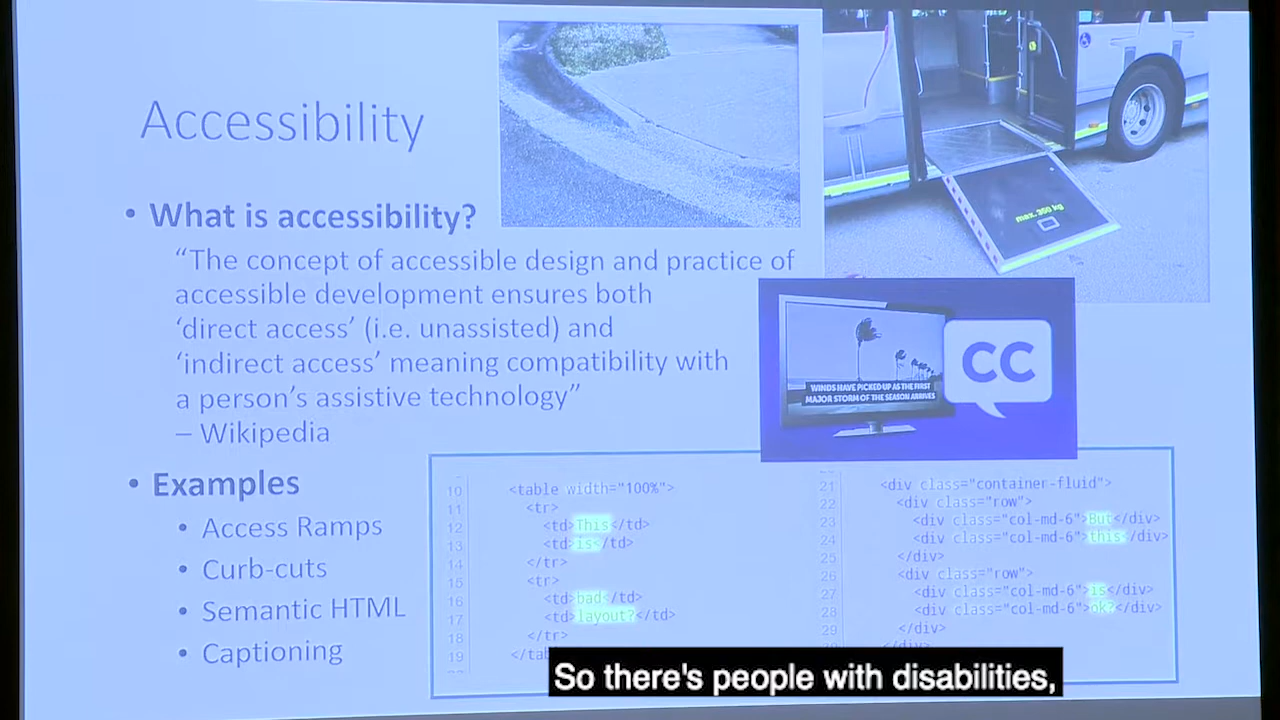 Accessibility
• What is accessibility?
“The concept of accessible design and practice of
accessible development ensures both
‘direct access’ (i.e. unassisted) and
‘indirect access’ meaning compatibility with
a person’s assistive technology”
– Wikipedia
• Examples
• Access Ramps
• Curb-cuts
• Semantic HTML
• Captioning
max. 300 kg
WINDS HAVE PICKED UP AS THE FIRST
MAJOR STORM OF THE SEASON ARRIVES
CC
10 <table width="100%">
11 <tr>
12 <td>This</td>
13 <td>is</td>
14 </tr>
15 <tr>
16 <td>bad</td>
17 <td>layout?</td>
18 </tr>
19
21 <div class="container-fluid">
22 <div class="row">
23 <div class="col-md-6">But</div>
24 <div class="col-md-6">this</div>
25 </div>
26 <div class="row">
27 <div class="col-md-6">is</div>
28 <div class="col-md-6">ok?</div>
29 </div>
So there's people with disabilities,